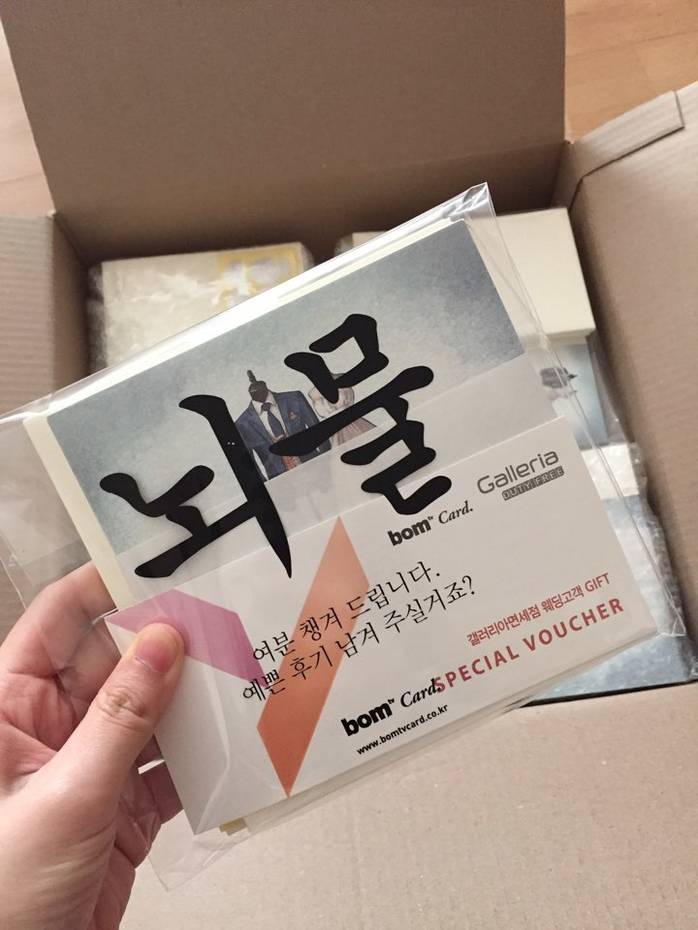 뇌물
Galleria
DUTY FREE
bom tv Card.
여분 챙겨 드립니다.
예쁜 후기 남겨 주실거죠?
갤러리아면세점 웨딩고객 GIFT
SPECIAL VOUCHER
bom tv Card.
www.bomtvcard.co.kr